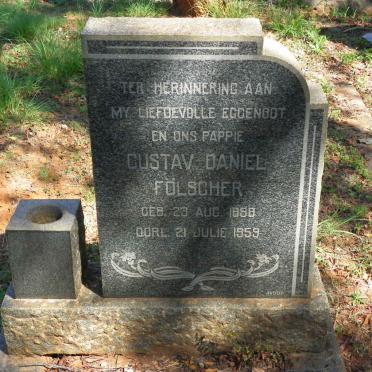 TER HERINNERING AAN
MY LIEFDEVOLLE EGGENOOT
EN ONS PAPPIE
GUSTAV DANIEL
FÖLSCHER
GEB. 23 AUG. 1898
OORL. 21 JULIE 1959